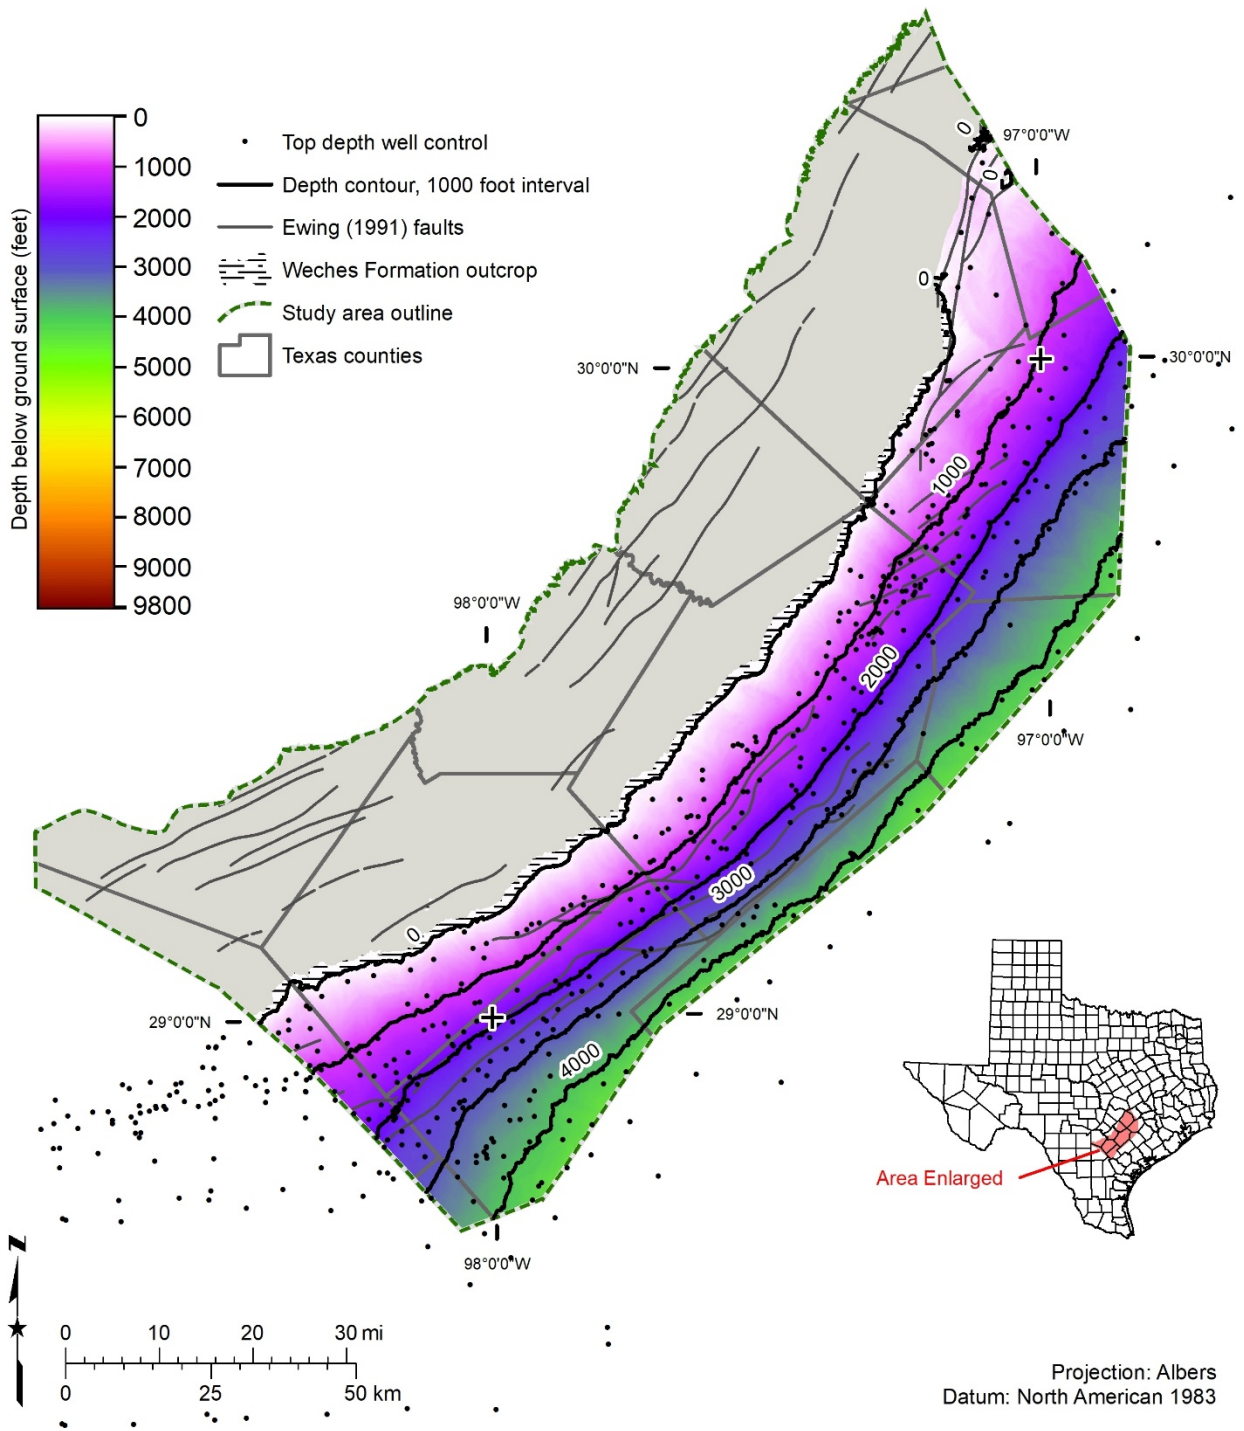 0
1000
2000
3000
4000
5000
6000
7000
8000
9000
9800
Depth below ground surface (feet)
Top depth well control
Depth contour, 1000 foot interval
Ewing (1991) faults
Weches Formation outcrop
Study area outline
Texas counties
0
97°0'0"W
0
0
30°0'0"N
30°0'0"N
1000
98°0'0"W
2000
97°0'0"W
3000
0
29°0'0"N
29°0'0"N
4000
98°0'0"W
Area Enlarged
N
0 10 20 30 mi
0 25 50 km
Projection: Albers
Datum: North American 1983